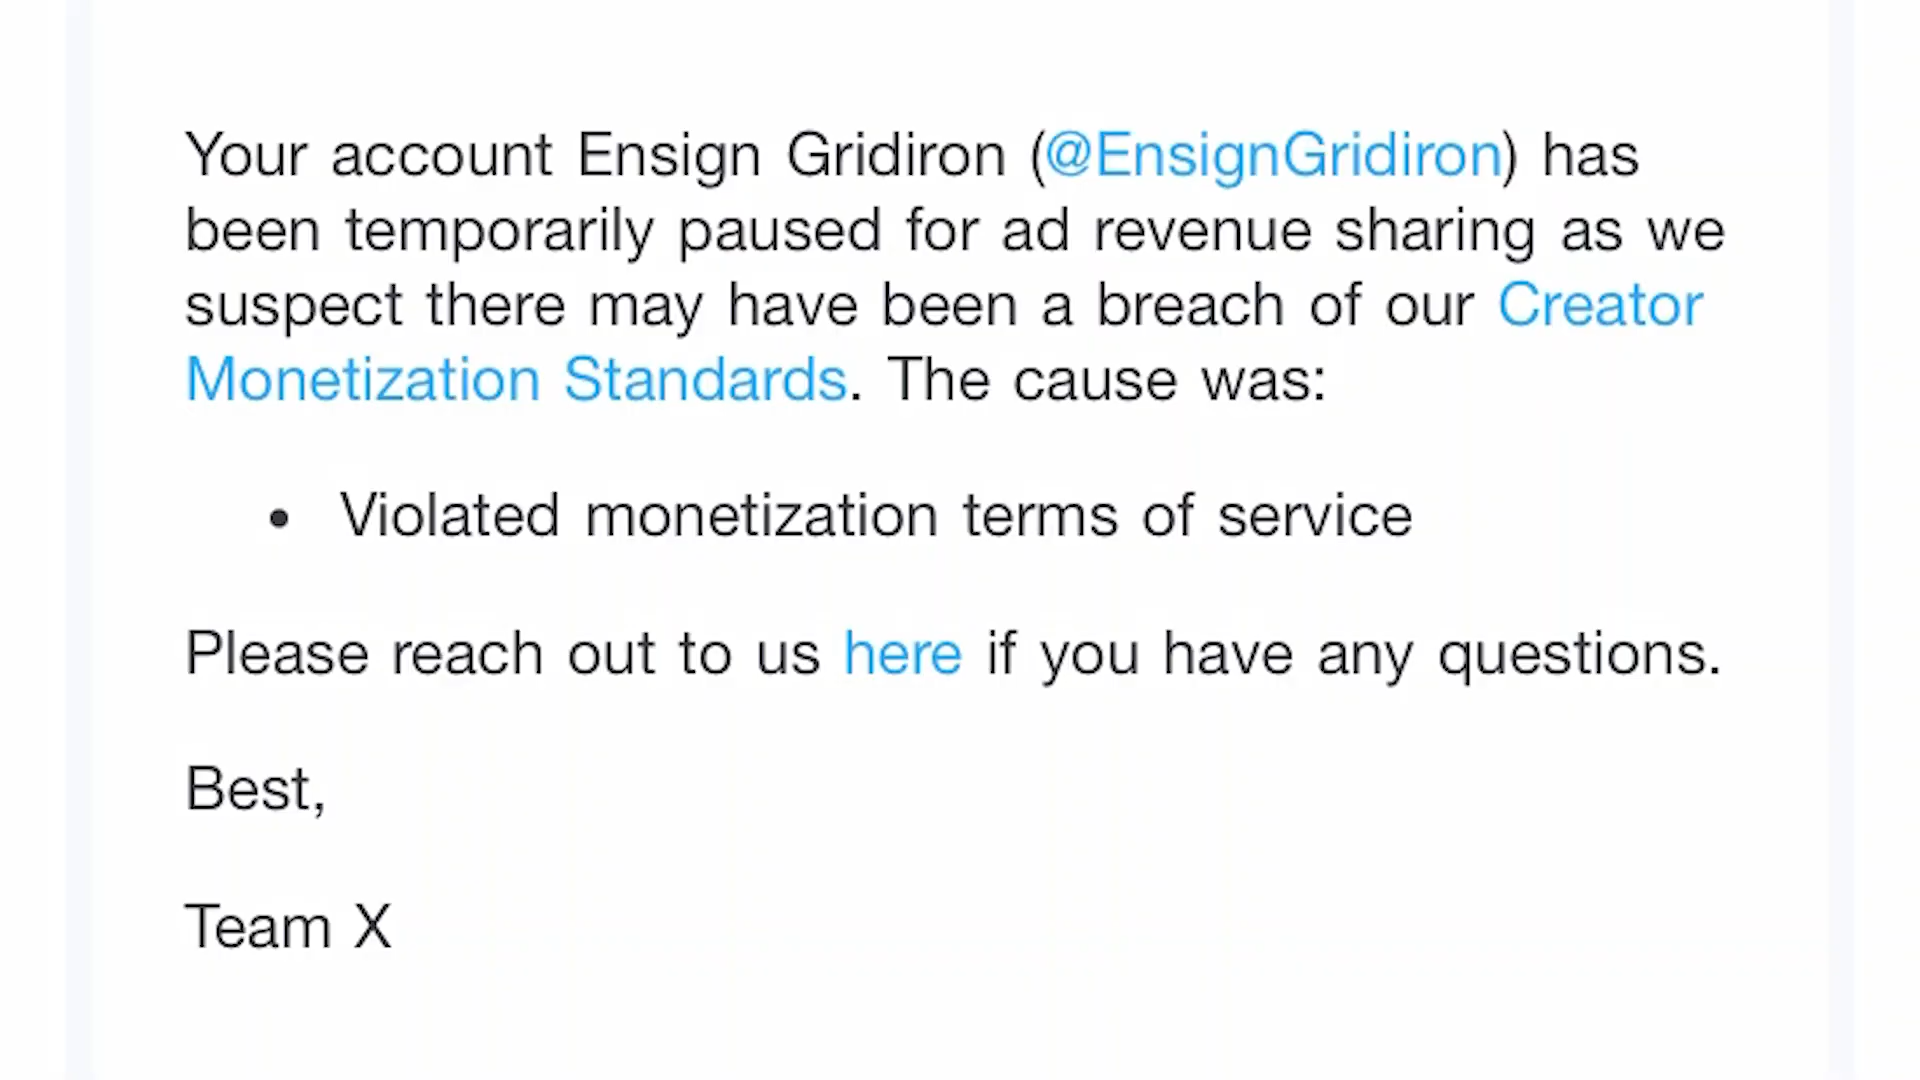 Your account Ensign Gridiron (@EnsignGridiron) has
been temporarily paused for ad revenue sharing as we
suspect there may have been a breach of our Creator
Monetization Standards. The cause was:
• Violated monetization terms of service
Please reach out to us here if you have any questions.
Best,
Team X